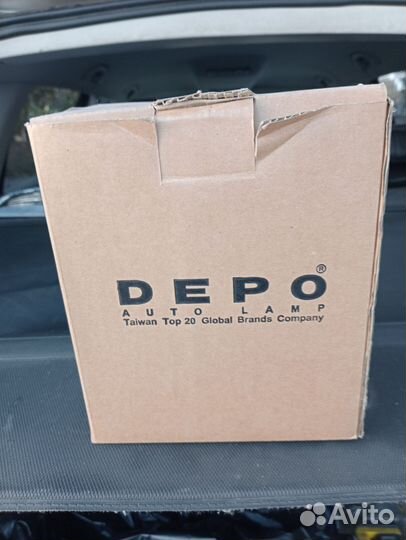 DEPO®
AUTO LAMP
Taiwan Top 20 Global Brands Company
Avito